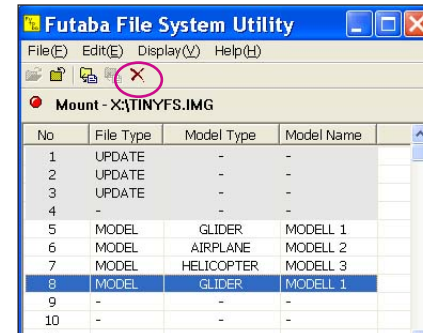 Futaba File System Utility
File(F) Edit(E) Display(V) Help(H)
Mount - X:\TINYFS.IMG
No File Type Model Type Model Name
1 UPDATE - -
2 UPDATE - -
3 UPDATE - -
4 - - -
5 MODEL GLIDER MODELL 1
6 MODEL AIRPLANE MODELL 2
7 MODEL HELICOPTER MODELL 3
8 MODEL GLIDER MODELL 1
9 - - -
10 - - -